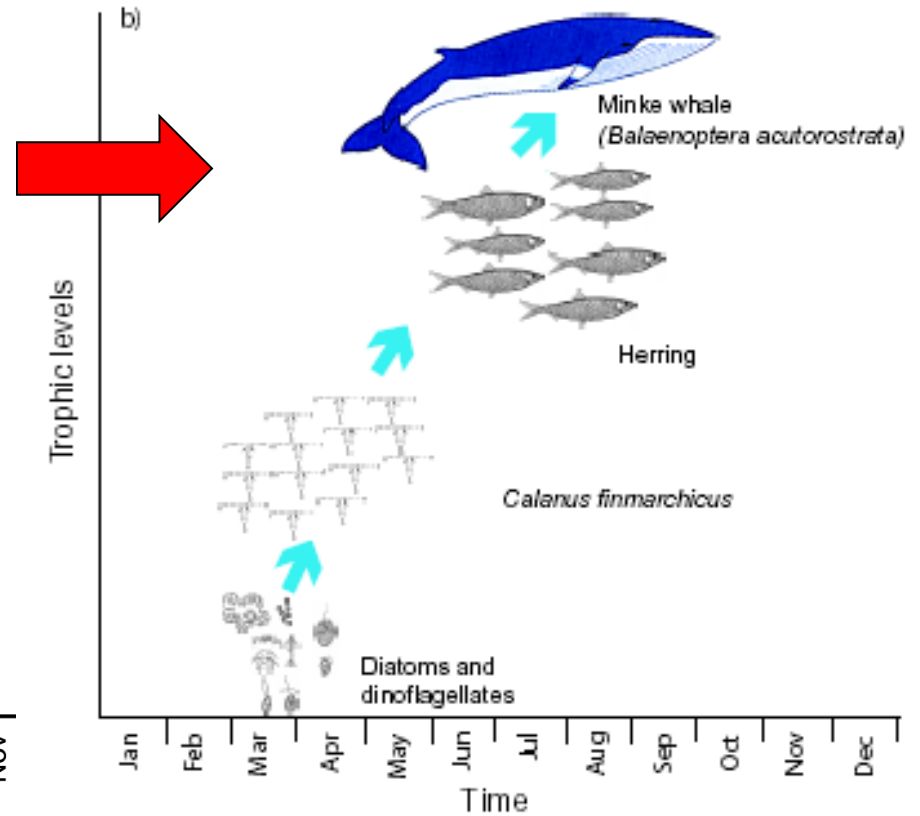 b)
Minke whale
(Balaenoptera acutorostrata)
Trophic levels
Herring
Calanus finmarchicus
Diatoms and
dinoflagellates
Nov
Jan Feb Mar Apr May Jun Jul Aug Sep Oct Nov Dec
Time